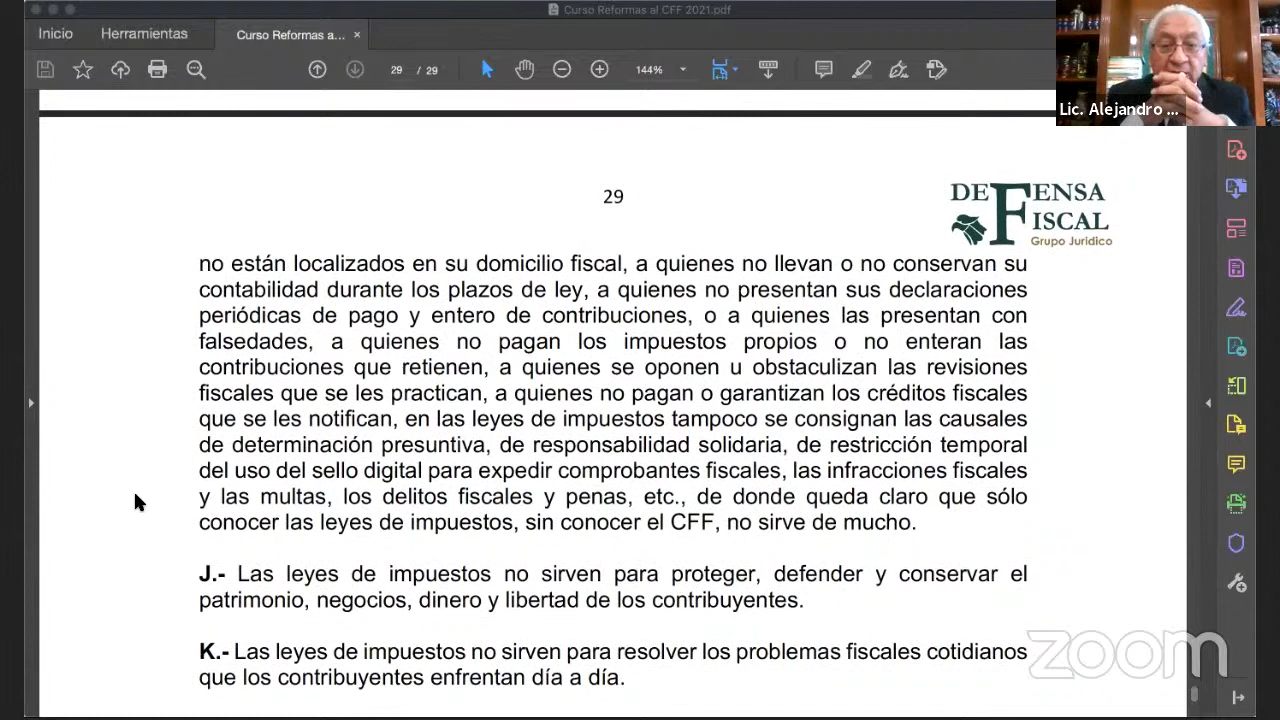 Curso Reformas al CFF 2021.pdf
Inicio
Herramientas
Curso Reformas a...
×
29 / 29
144%
Lic. Alejandro ...
29
DEFENSA
FISCAL
Grupo Jurídico
no están localizados en su domicilio fiscal, a quienes no llevan o no conservan su
contabilidad durante los plazos de ley, a quienes no presentan sus declaraciones
periódicas de pago y entero de contribuciones, o a quienes las presentan con
falsedades, a quienes no pagan los impuestos propios o no enteran las
contribuciones que retienen, a quienes se oponen u obstaculizan las revisiones
fiscales que se les practican, a quienes no pagan o garantizan los créditos fiscales
que se les notifican, en las leyes de impuestos tampoco se consignan las causales
de determinación presuntiva, de responsabilidad solidaria, de restricción temporal
del uso del sello digital para expedir comprobantes fiscales, las infracciones fiscales
y las multas, los delitos fiscales y penas, etc., de donde queda claro que sólo
conocer las leyes de impuestos, sin conocer el CFF, no sirve de mucho.
J.- Las leyes de impuestos no sirven para proteger, defender y conservar el
patrimonio, negocios, dinero y libertad de los contribuyentes.
K.- Las leyes de impuestos no sirven para resolver los problemas fiscales cotidianos
que los contribuyentes enfrentan día a día.
zoom